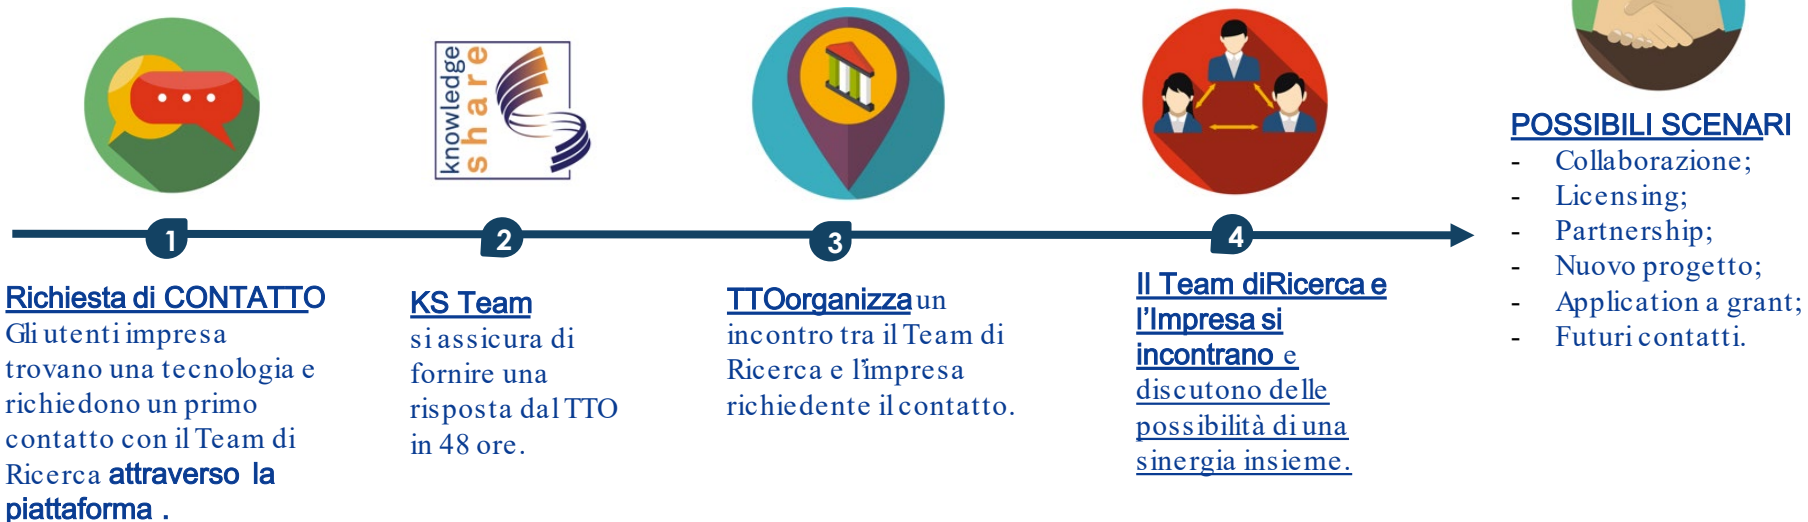 knowledge
share
1
Richiesta di CONTATTO
Gli utenti impresa
trovano una tecnologia e
richiedono un primo
contatto con il Team di
Ricerca attraverso la
piattaforma .
2
KS Team
si assicura di
fornire una
risposta dal TTO
in 48 ore.
3
TTOorganizza un
incontro tra il Team di
Ricerca e l'impresa
richiedente il contatto.
4
Il Team diRicerca e
l’Impresa si
incontrano e
discutono delle
possibilità di una
sinergia insieme.
POSSIBILI SCENARI
- Collaborazione;
- Licensing;
- Partnership;
- Nuovo progetto;
- Application a grant;
- Futuri contatti.